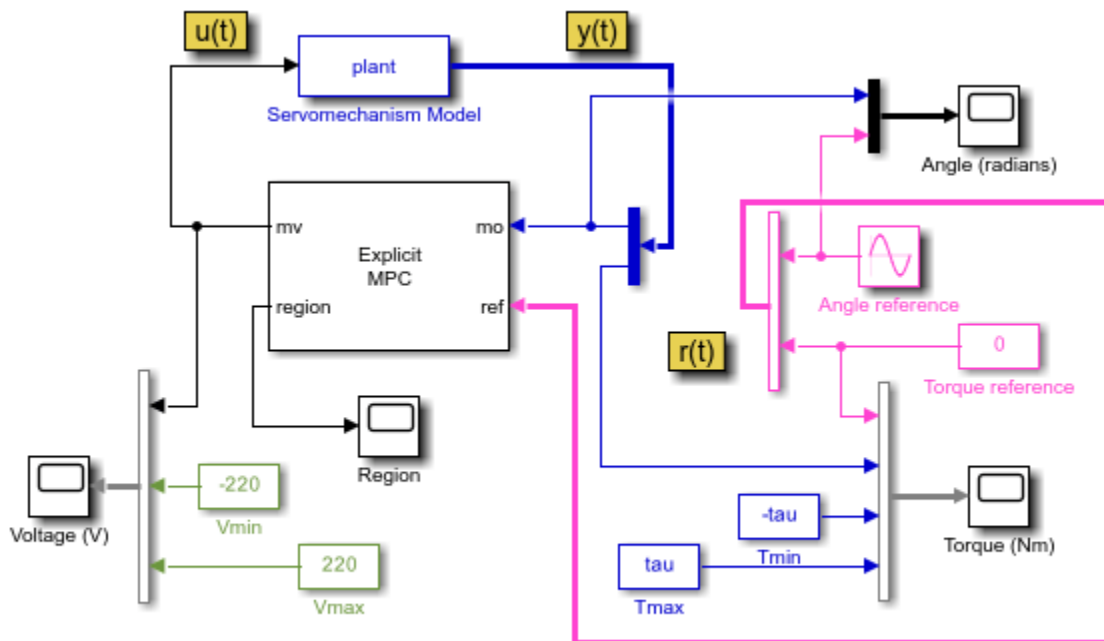 u(t)
y(t)
plant
Servomechanism Model
Angle (radians)
mv
mo
Explicit
MPC
region
ref
Angle reference
r(t)
0
Torque reference
Region
-220
Vmin
Voltage (V)
-tau
Tmin
Torque (Nm)
220
Vmax
tau
Tmax